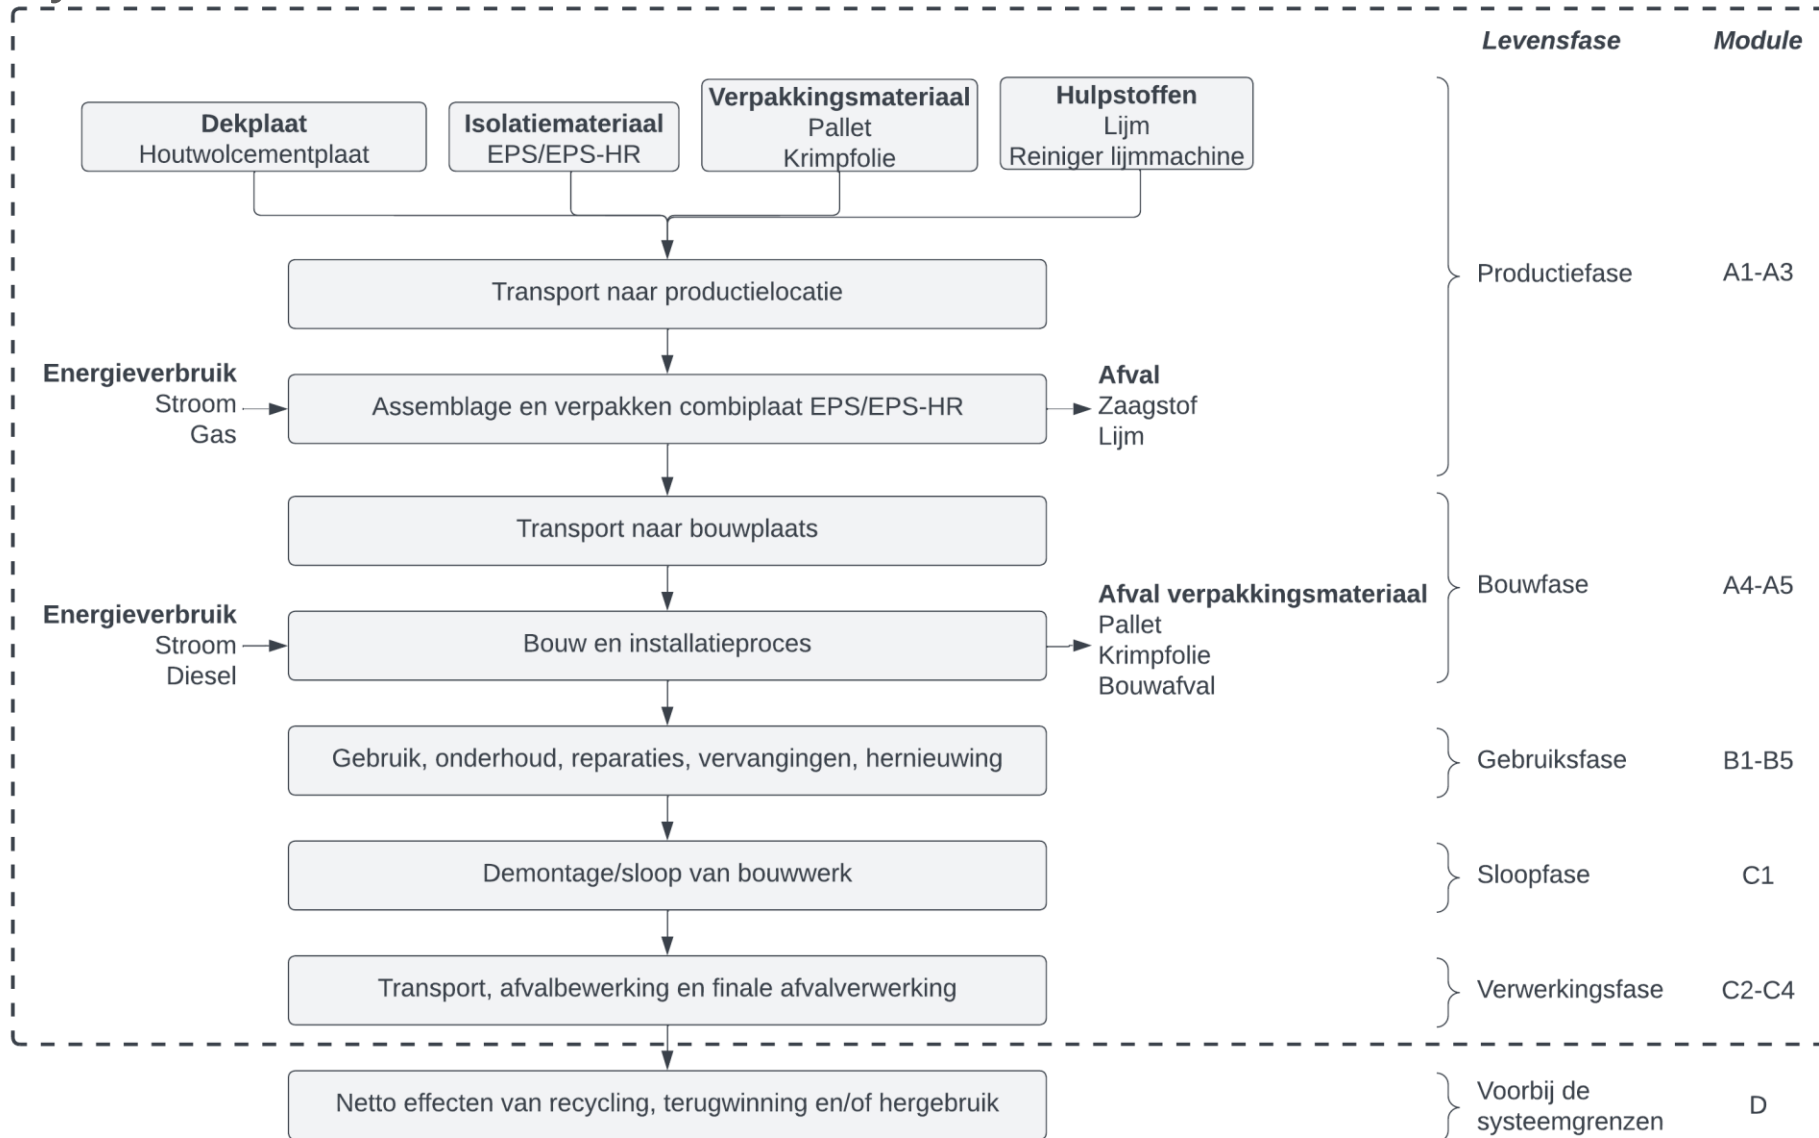 Levensfase Module
Dekplaat
Houtwolcementplaat
Isolatiemateriaal
EPS/EPS-HR
Verpakkingsmateriaal
Pallet
Krimpfolie
Hulpstoffen
Lijm
Reiniger lijmmachine
Transport naar productielocatie
Productiefase A1-A3
Energieverbruik
Stroom
Gas
Assemblage en verpakken combiplaat EPS/EPS-HR
Afval
Zaagstof
Lijm
Transport naar bouwplaats
Bouwfase A4-A5
Energieverbruik
Stroom
Diesel
Bouw en installatieproces
Afval verpakkingsmateriaal
Pallet
Krimpfolie
Bouwafval
Gebruik, onderhoud, reparaties, vervangingen, hernieuwing
Gebruiksfase B1-B5
Demontage/sloop van bouwwerk
Sloopfase C1
Transport, afvalbewerking en finale afvalverwerking
Verwerkingsfase C2-C4
Netto effecten van recycling, terugwinning en/of hergebruik
Voorbij de
systeemgrenzen
D